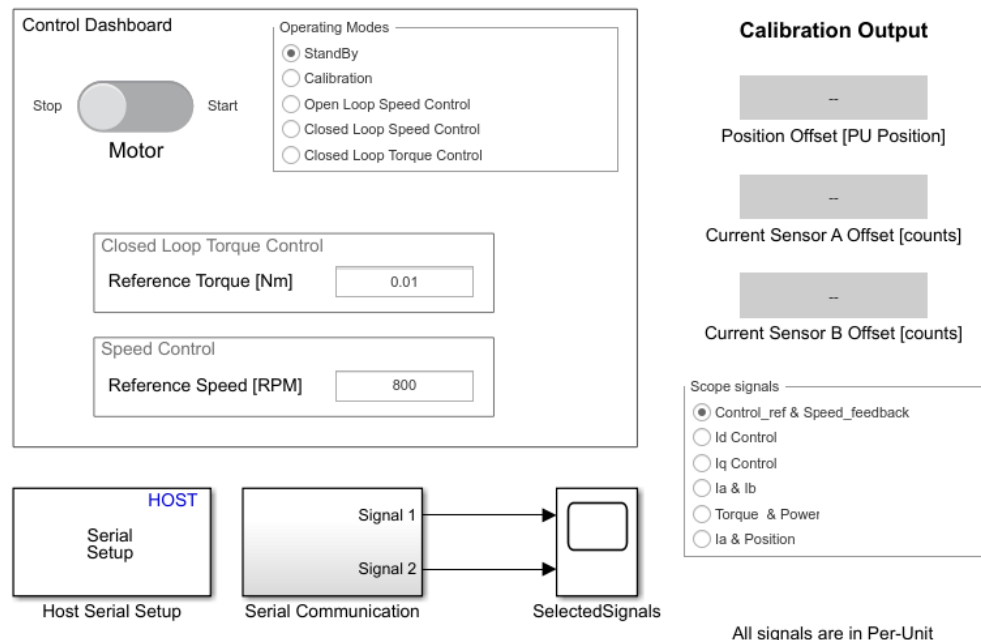 Control Dashboard
Operating Modes
StandBy
Calibration
Open Loop Speed Control
Closed Loop Speed Control
Closed Loop Torque Control
Stop
Start
Motor
Closed Loop Torque Control
Reference Torque [Nm]
0.01
Speed Control
Reference Speed [RPM]
800
Calibration Output
--
Position Offset [PU Position]
--
Current Sensor A Offset [counts]
--
Current Sensor B Offset [counts]
Scope signals
Control_ref & Speed_feedback
Id Control
Iq Control
Ia & Ib
Torque & Power
Ia & Position
HOST
Serial
Setup
Host Serial Setup
Signal 1
Signal 2
Serial Communication
SelectedSignals
All signals are in Per-Unit